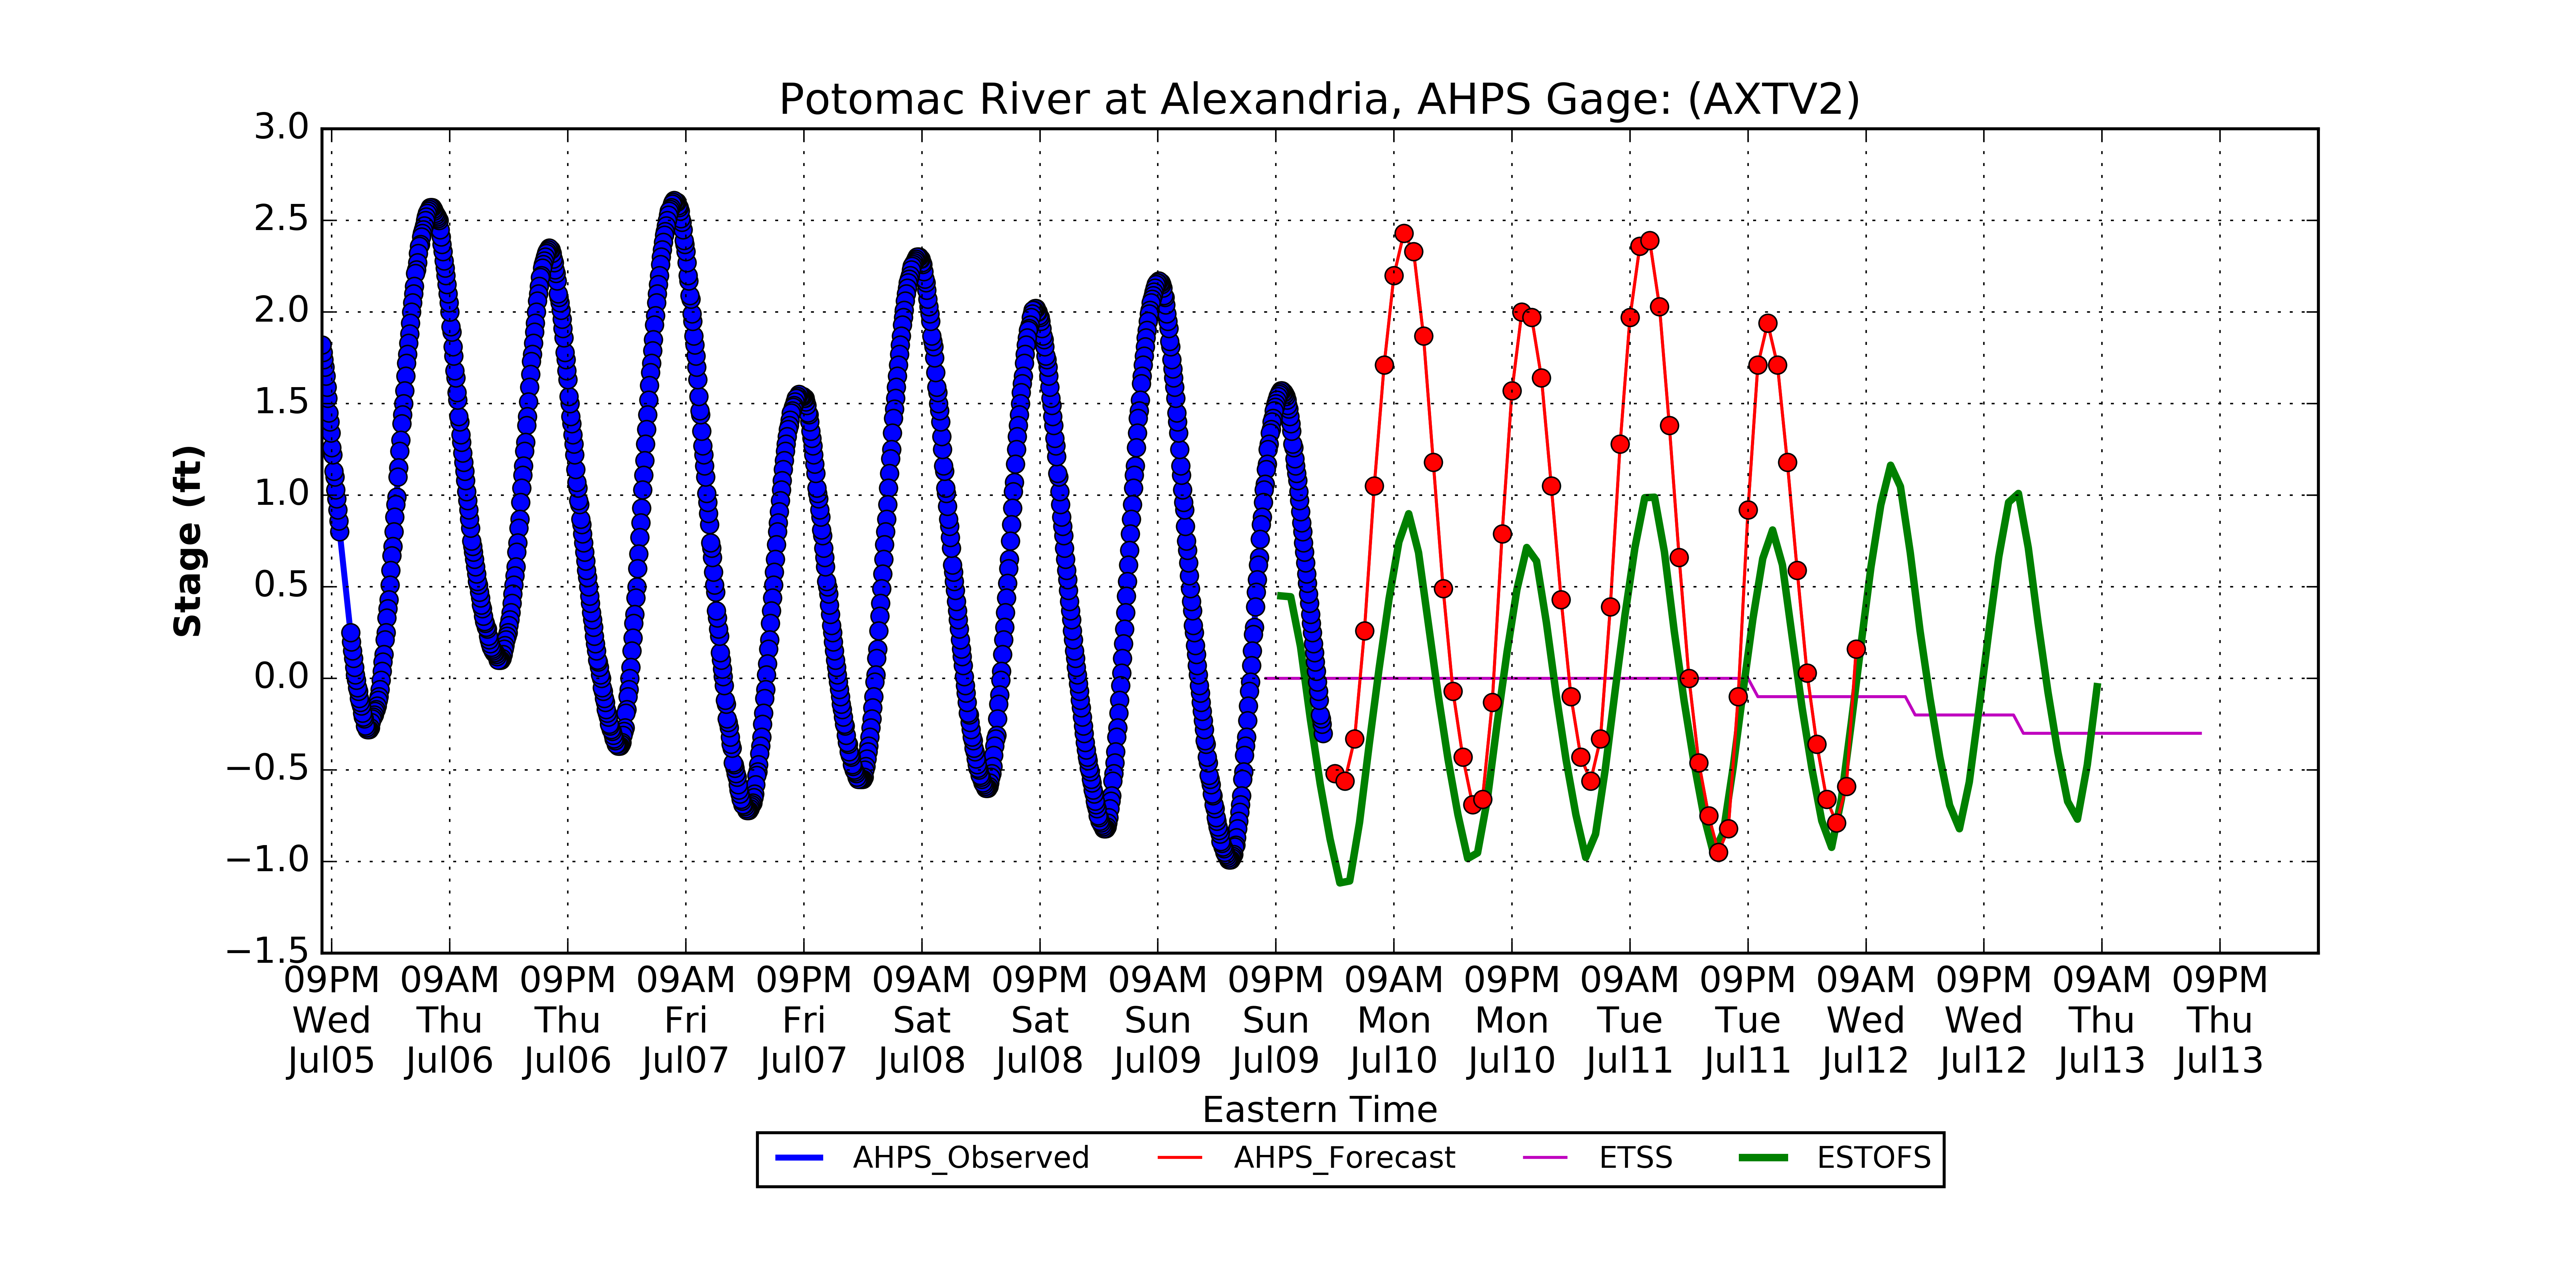 Potomac River at Alexandria, AHPS Gage: (AXTV2)
3.0
2.5
2.0
1.5
1.0
0.5
0.0
−0.5
−1.0
−1.5
Stage (ft)
09PM 09AM 09PM 09AM 09PM 09AM 09PM 09AM 09PM 09AM 09PM 09AM 09PM 09AM 09PM 09AM 09PM
Wed Thu Thu Fri Fri Sat Sat Sun Sun Mon Mon Tue Tue Wed Wed Thu Thu
Jul05 Jul06 Jul06 Jul07 Jul07 Jul08 Jul08 Jul09 Jul09 Jul10 Jul10 Jul11 Jul11 Jul12 Jul12 Jul13 Jul13
Eastern Time
AHPS_Observed AHPS_Forecast ETSS ESTOFS